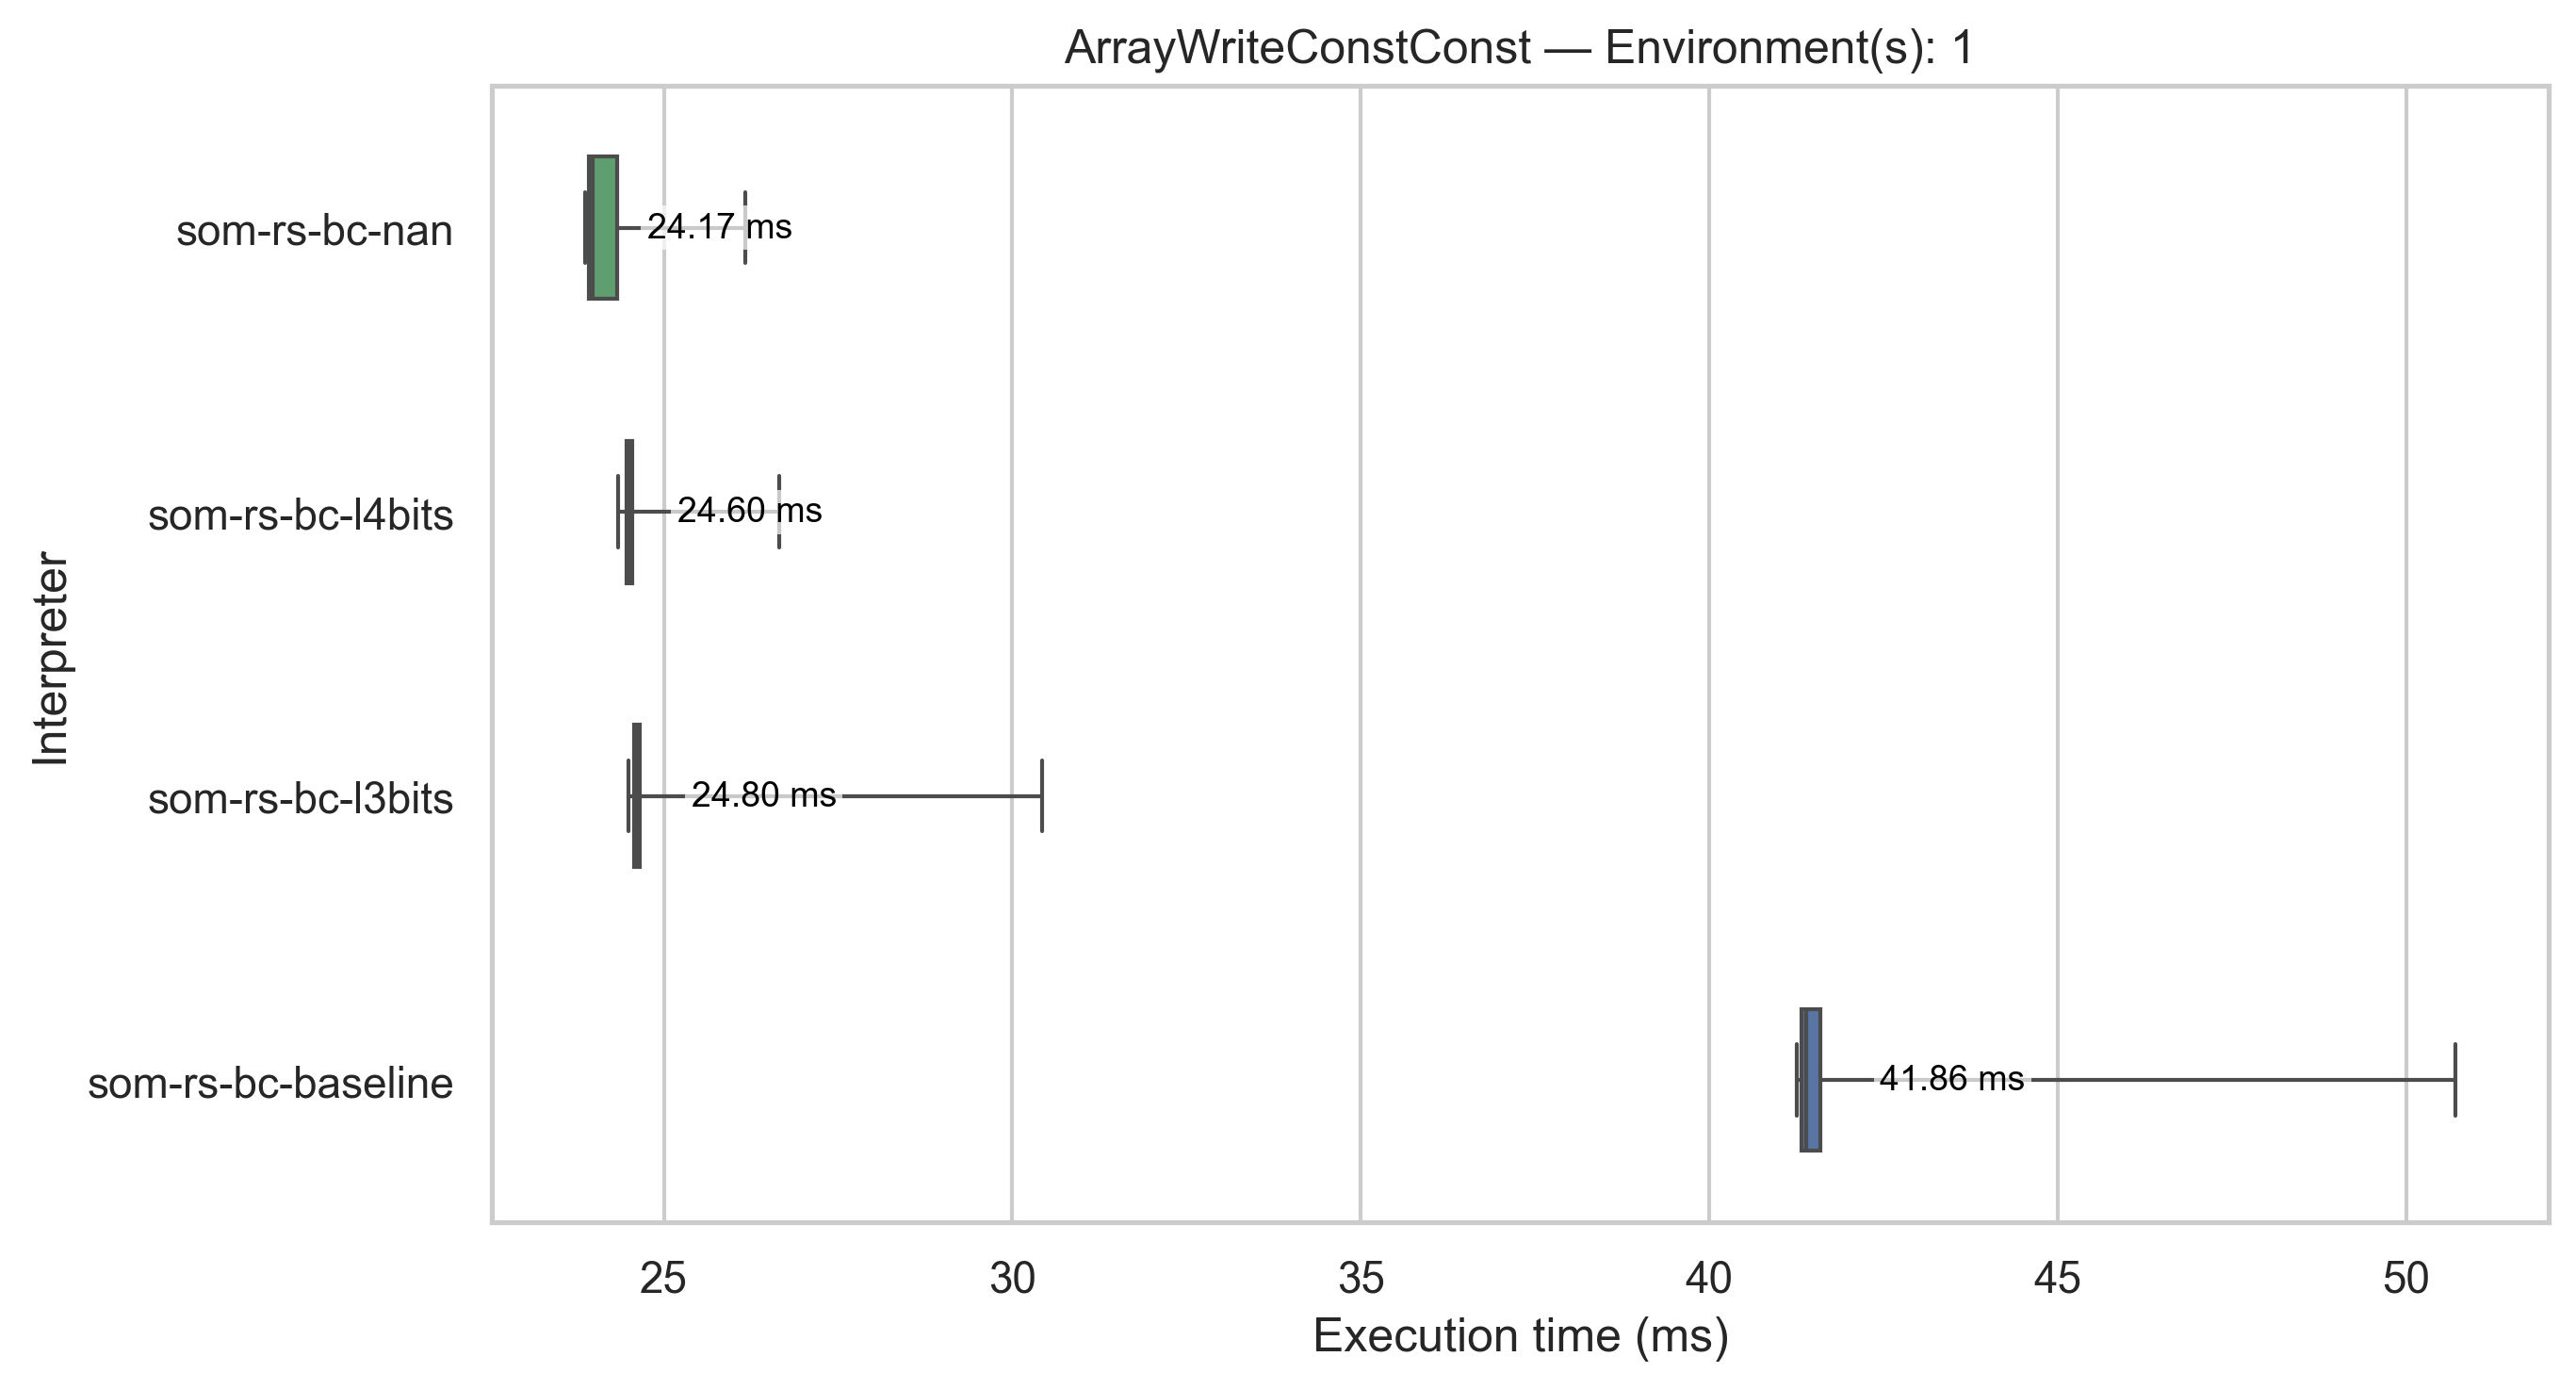 ArrayWriteConstConst — Environment(s): 1
Interpreter
som-rs-bc-nan
24.17 ms
som-rs-bc-l4bits
24.60 ms
som-rs-bc-l3bits
24.80 ms
som-rs-bc-baseline
41.86 ms
25 30 35 40 45 50
Execution time (ms)